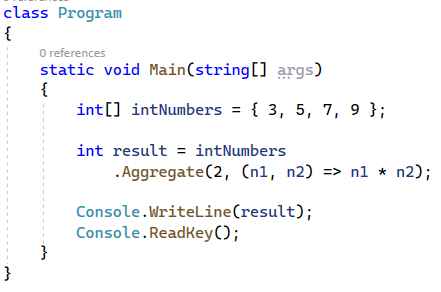 class Program
{
0 references
static void Main(string[] args)
{
int[] intNumbers = { 3, 5, 7, 9 };
int result = intNumbers
.Aggregate(2, (n1, n2) => n1 * n2);
Console.WriteLine(result);
Console.ReadKey();
}
}